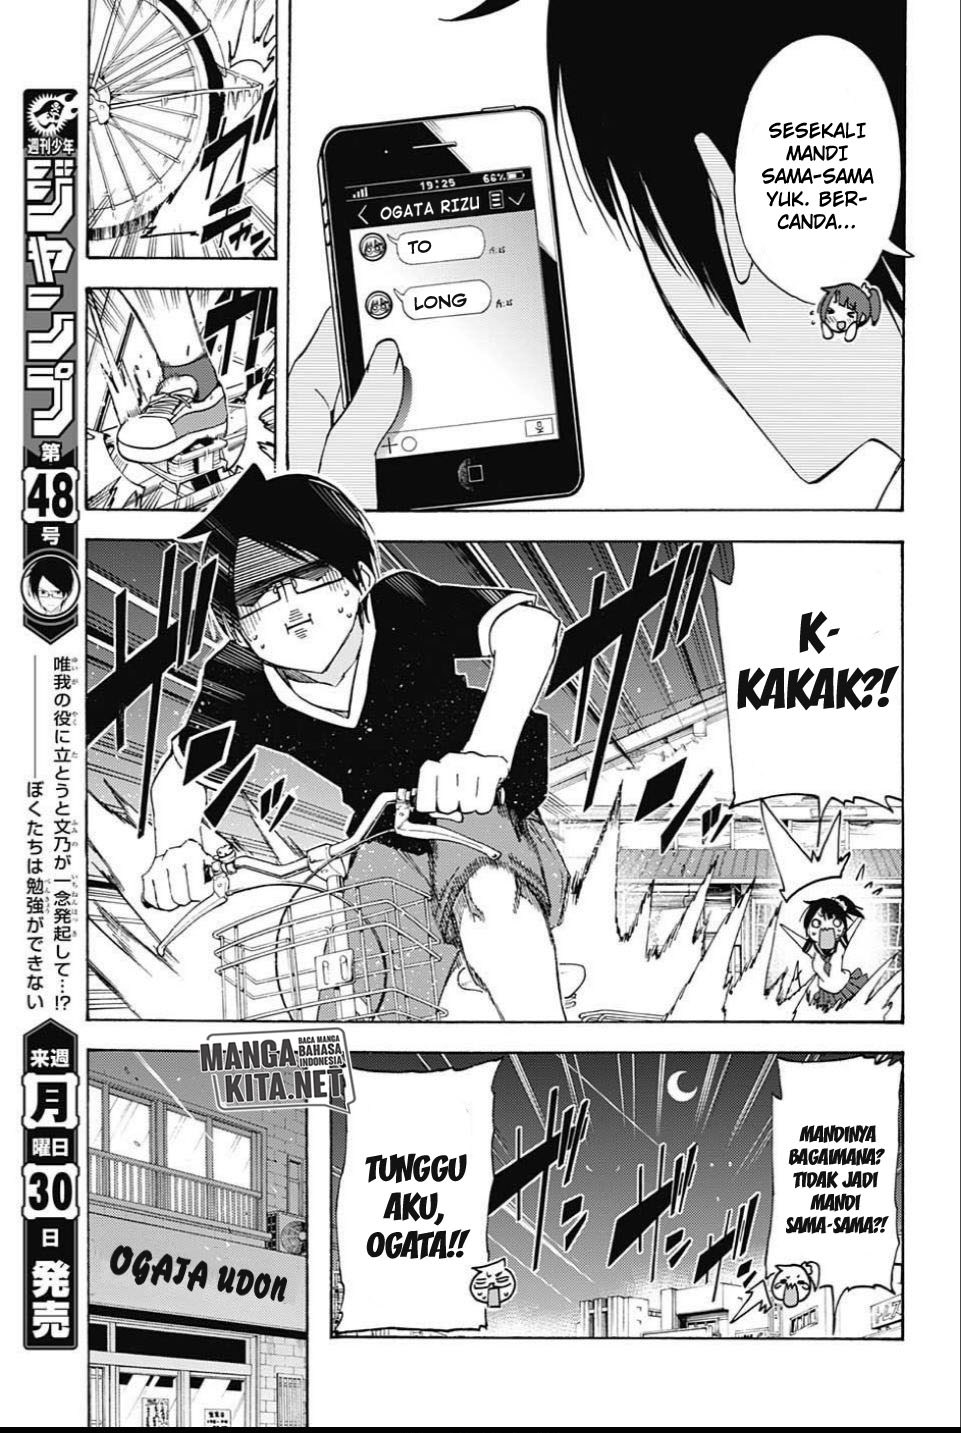 SESEKALI
MANDI
SAMA-SAMA
YUK. BER-
CANDA...
19:25 66%
OGATA RIZU
TO
LONG
K-
KAKAK?!
MANDINYA
BAGAIMANA?
TIDAK JADI
MANDI
SAMA-SAMA?!
TUNGGU
AKU,
OGATA!!
MANGA
KITA.NET
BACA MANGA
BAHASA
INDONESIA
OGATA UDON
週刊少年
ジャンプ
第
48
号
唯我の役に立とうと文乃が一念発起して…!?
ぼくたちは勉強ができない
来週
月
曜日
30
日
発売